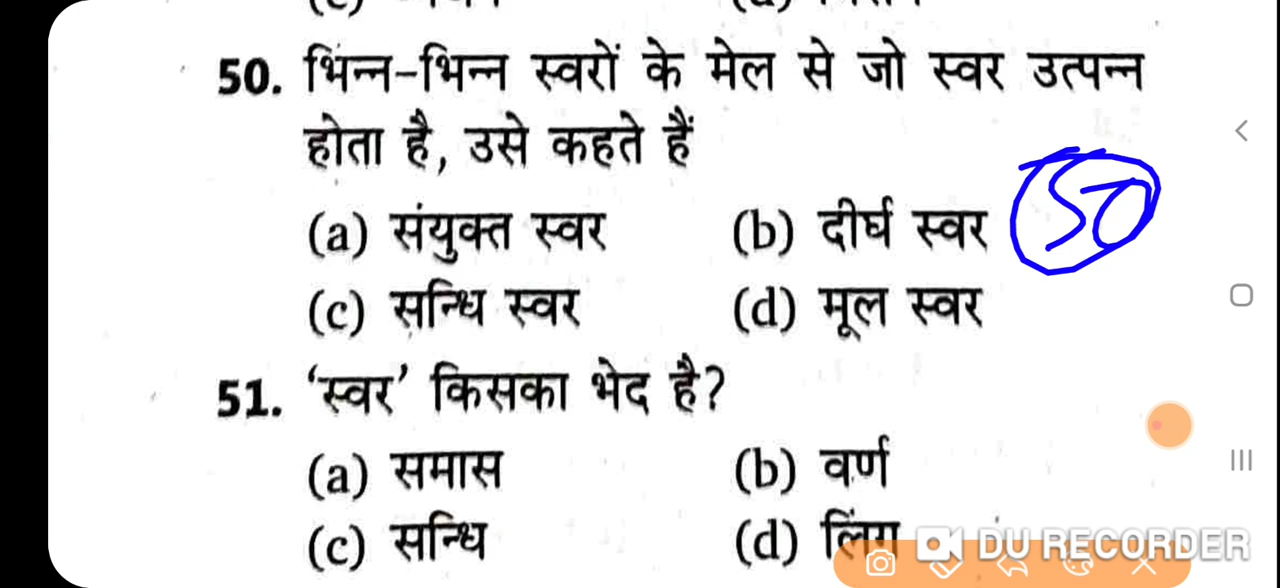 50. भिन्न-भिन्न स्वरों के मेल से जो स्वर उत्पन्न
होता है, उसे कहते हैं
(a) संयुक्त स्वर (b) दीर्घ स्वर
50
(c) सन्धि स्वर (d) मूल स्वर
51. ‘स्वर’ किसका भेद है?
(a) समास (b) वर्ण
(c) सन्धि (d) लिंग
DU RECORDER